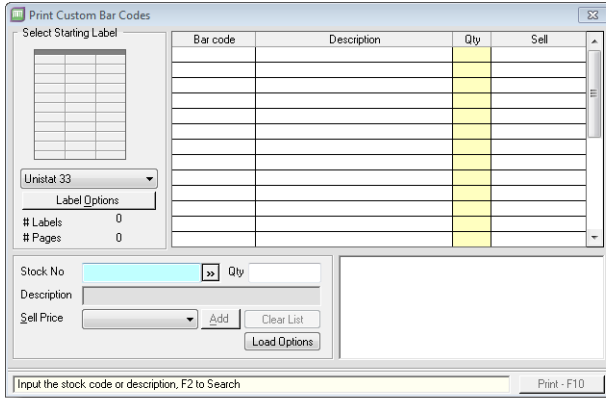 Print Custom Bar Codes
Select Starting Label
Bar code Description Qty Sell
Unistat 33
Label Options
# Labels 0
# Pages 0
Stock No >> Qty
Description
Sell Price Add Clear List
Load Options
Input the stock code or description, F2 to Search
Print - F10